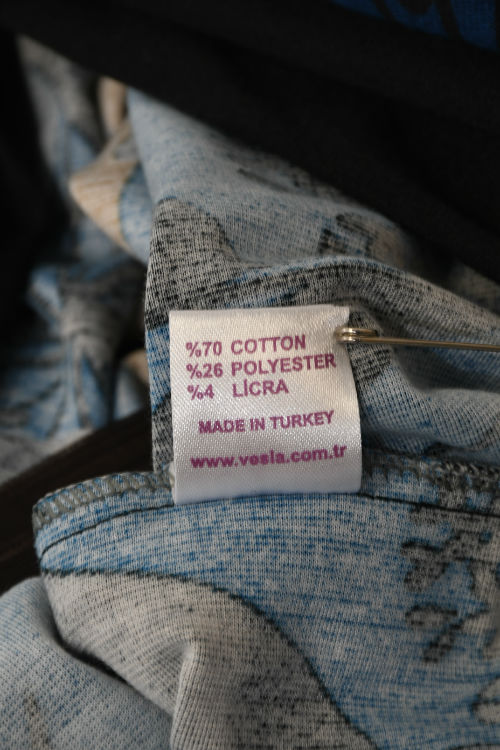 %70 COTTON
%26 POLYESTER
%4 LİCRA
MADE IN TURKEY
www.vesla.com.tr